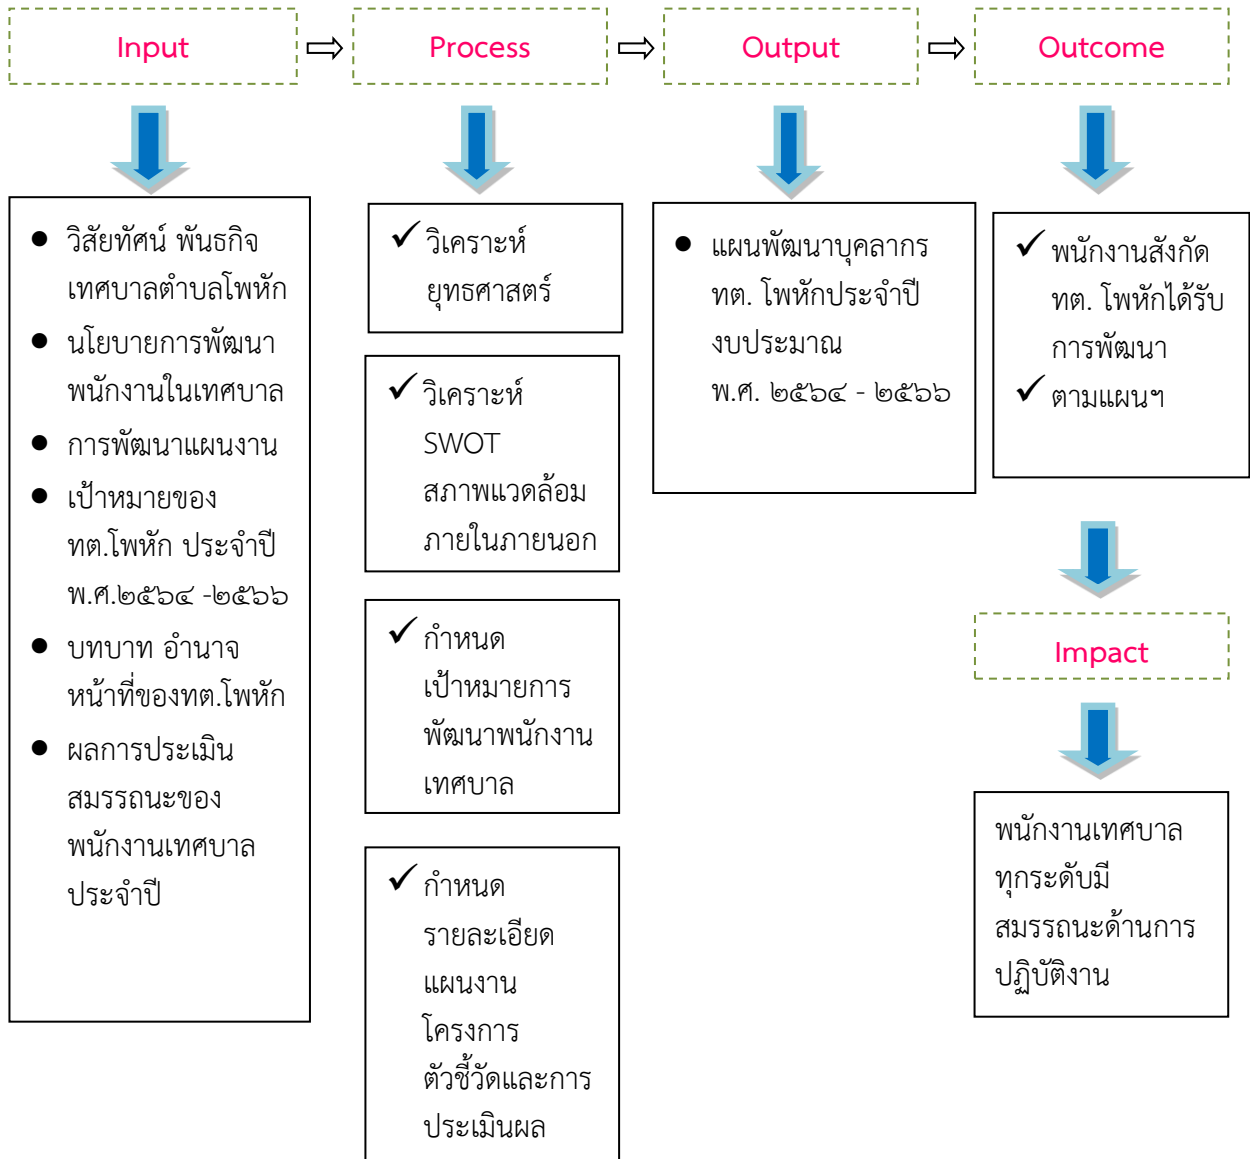 Input
Process
Output
Outcome
วิสัยทัศน์ พันธกิจ
เทศบาลตำบลโพหัก
นโยบายการพัฒนา
พนักงานในเทศบาล
การพัฒนาแผนงาน
เป้าหมายของ
ทต.โพหัก ประจำปี
พ.ศ.๒๕๖๔ -๒๕๖๖
บทบาท อำนาจ
หน้าที่ของทต.โพหัก
ผลการประเมิน
สมรรถนะของ
พนักงานเทศบาล
ประจำปี
วิเคราะห์
ยุทธศาสตร์
วิเคราะห์
SWOT
สภาพแวดล้อม
ภายในภายนอก
กำหนด
เป้าหมายการ
พัฒนาพนักงาน
เทศบาล
กำหนด
รายละเอียด
แผนงาน
โครงการ
ตัวชี้วัดและการ
ประเมินผล
แผนพัฒนาบุคลากร
ทต. โพหักประจำปี
งบประมาณ
พ.ศ. ๒๕๖๔ - ๒๕๖๖
พนักงานสังกัด
ทต. โพหักได้รับ
การพัฒนา
ตามแผนฯ
Impact
พนักงานเทศบาล
ทุกระดับมี
สมรรถนะด้านการ
ปฏิบัติงาน